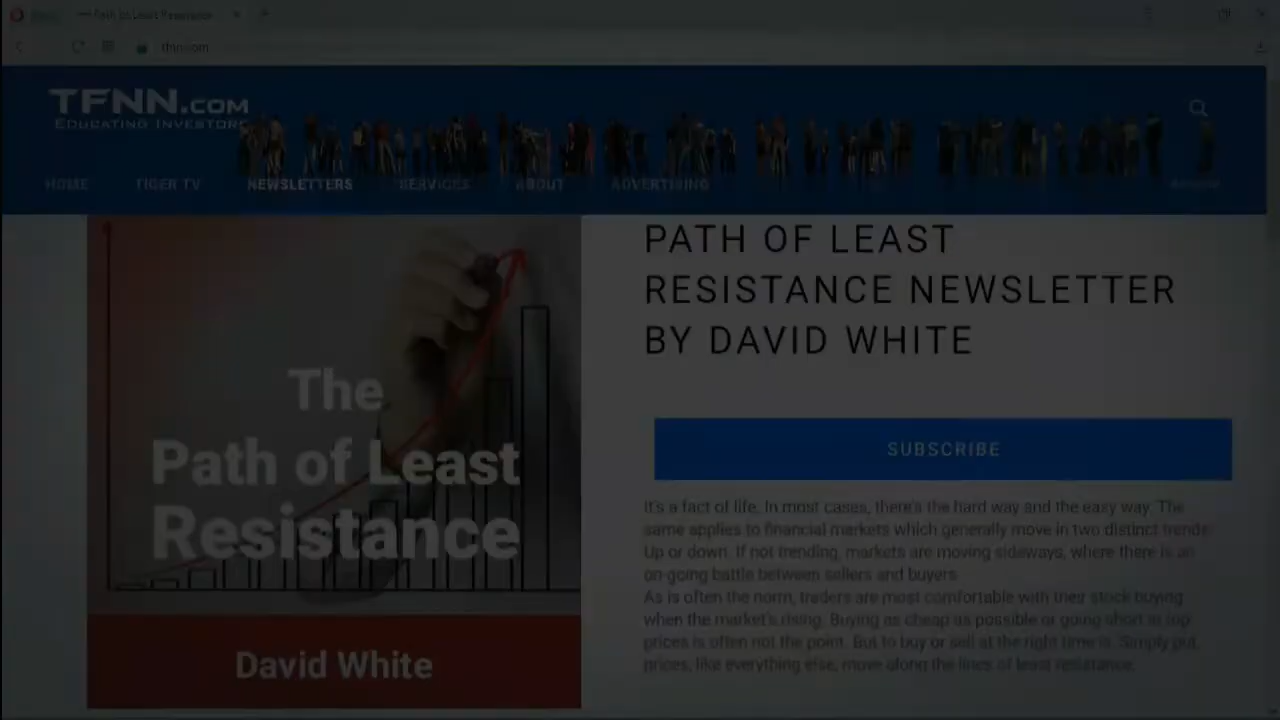 Path of Least Resistance
tfnn.com
TFNN.COM
EDUCATING INVESTORS
HOME TIGER TV NEWSLETTERS SERVICES ABOUT ADVERTISING
PATH OF LEAST
RESISTANCE NEWSLETTER
BY DAVID WHITE
The
Path of Least
Resistance
David White
SUBSCRIBE
It's a fact of life. In most cases, there's the hard way and the easy way. The
same applies to financial markets which generally move in two distinct trends.
Up or down. If not trending, markets are moving sideways, where there is an
on-going battle between sellers and buyers.
As is often the norm, traders are most comfortable with their stock buying
when the market's rising. Buying as cheap as possible or going short at top
prices is often not the point. But to buy or sell at the right time is. Simply put,
prices, like everything else, move along the lines of least resistance.